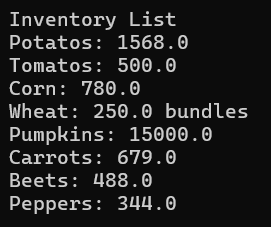 Inventory List
Potatos: 1568.0
Tomatos: 500.0
Corn: 780.0
Wheat: 250.0 bundles
Pumpkins: 15000.0
Carrots: 679.0
Beets: 488.0
Peppers: 344.0